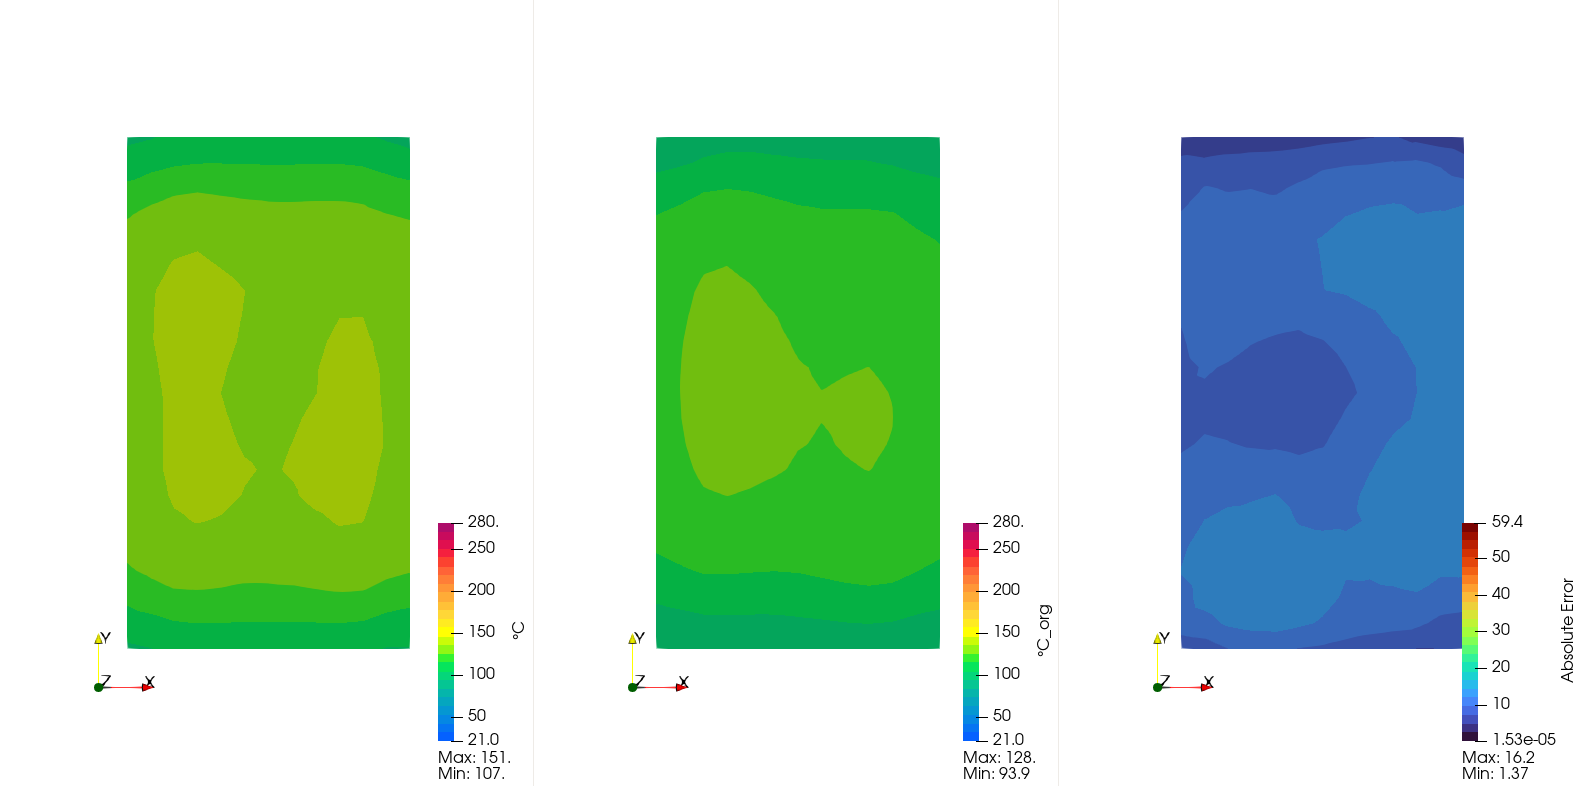 280.
250
200
150
100
50
21.0
°C
Max: 151.
Min: 107.
Y
Z
X
280.
250
200
150
100
50
21.0
°C_org
Max: 128.
Min: 93.9
Y
Z
X
59.4
50
40
30
20
10
1.53e-05
Absolute Error
Max: 16.2
Min: 1.37
Y
Z
X